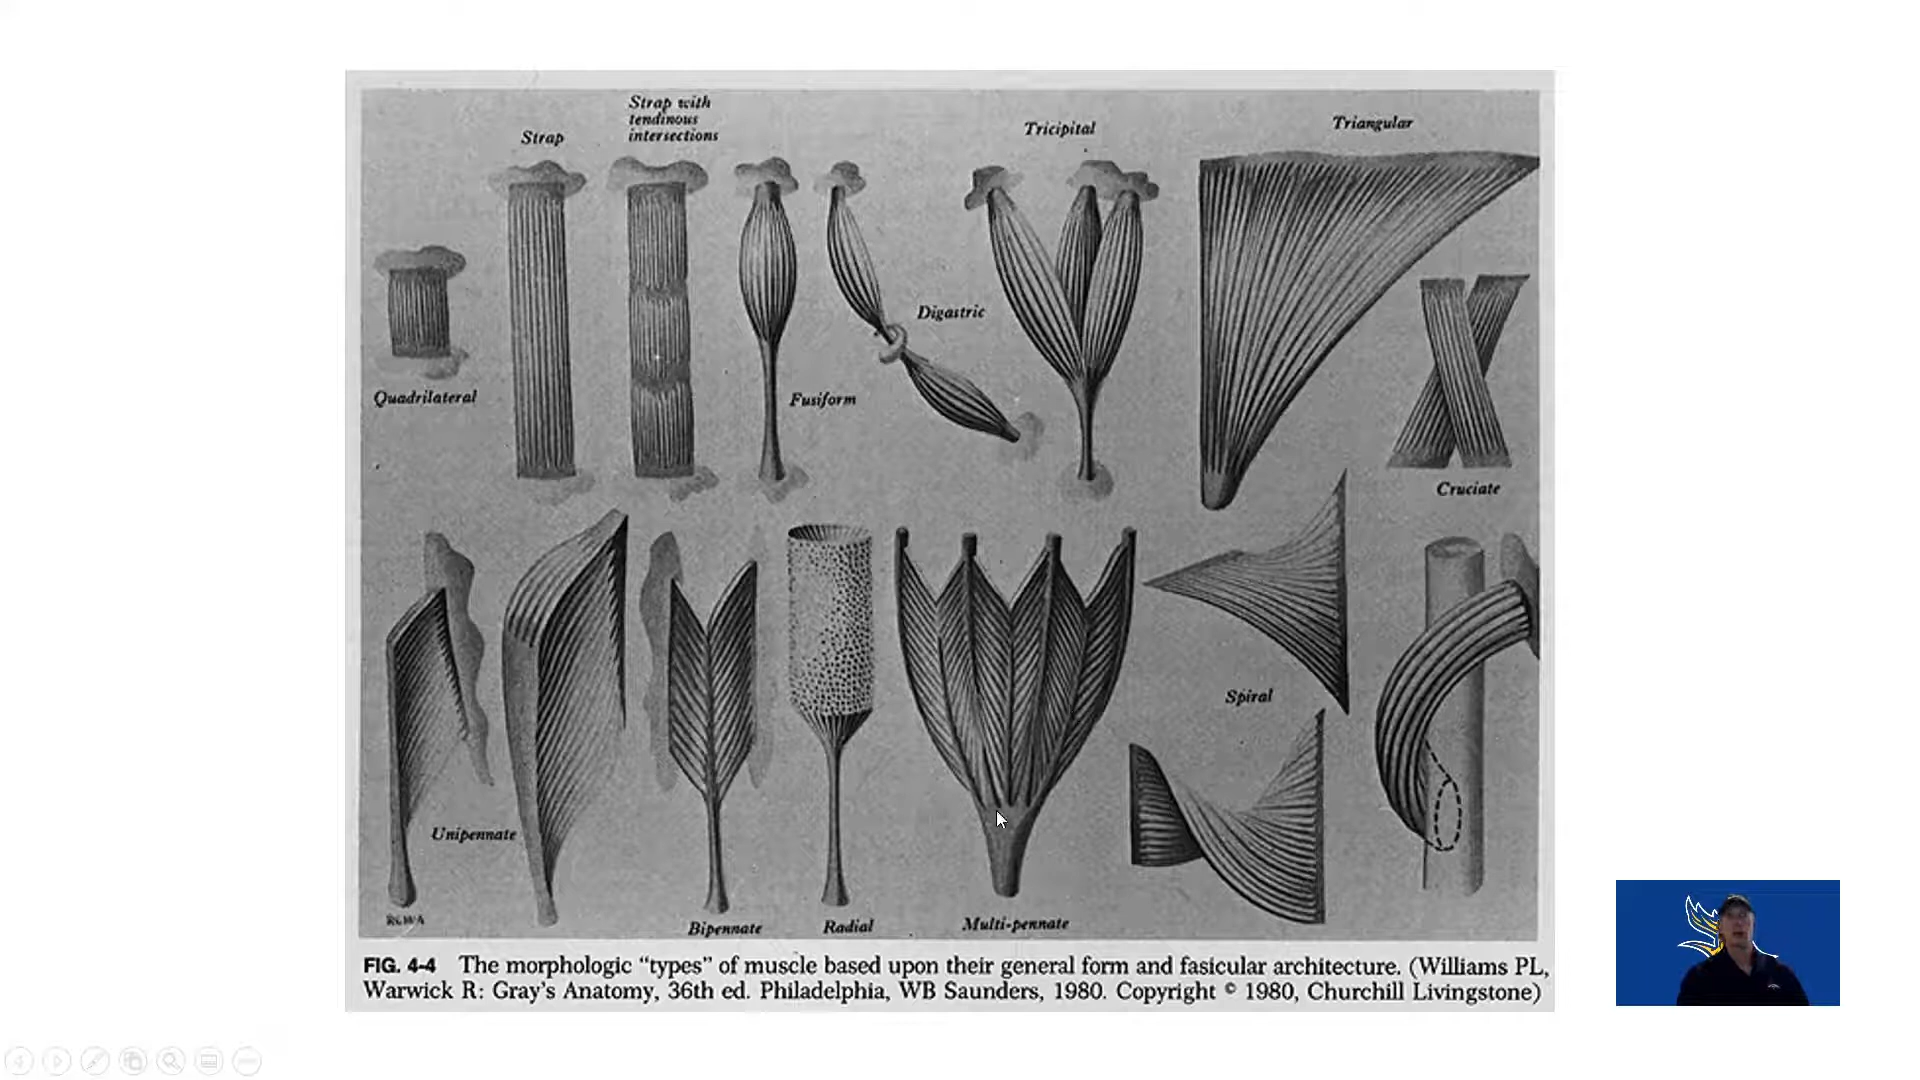 Strap
Strap with
tendinous
intersections
Tricipital
Triangular
Digastric
Quadrilateral
Fusiform
Cruciate
Spiral
Unipennate
Bipennate
Radial
Multi-pennate
FIG. 4-4 The morphologic “types” of muscle based upon their general form and fasicular architecture. (Williams PL,
Warwick R: Gray's Anatomy, 36th ed. Philadelphia, WB Saunders, 1980. Copyright © 1980, Churchill Livingstone)